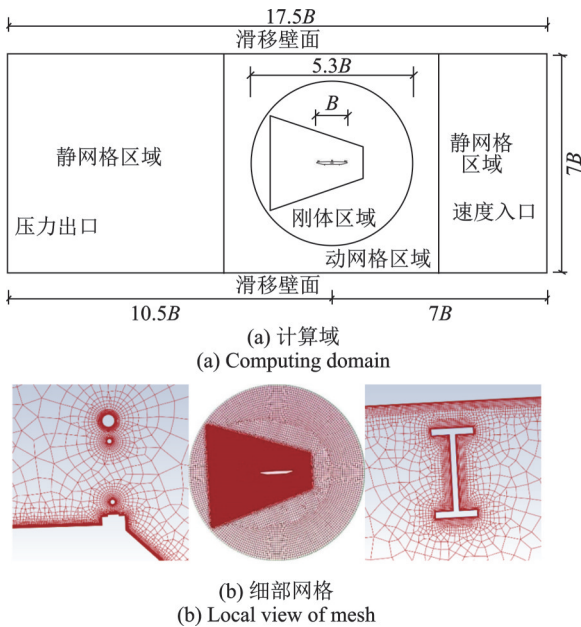 17.5B
滑移壁面
5.3B
B
静网格区域
静网格
区域
7B
刚体区域
速度入口
压力出口
动网格区域
滑移壁面
10.5B
7B
(a) 计算域
(a) Computing domain
(b) 细部网格
(b) Local view of mesh